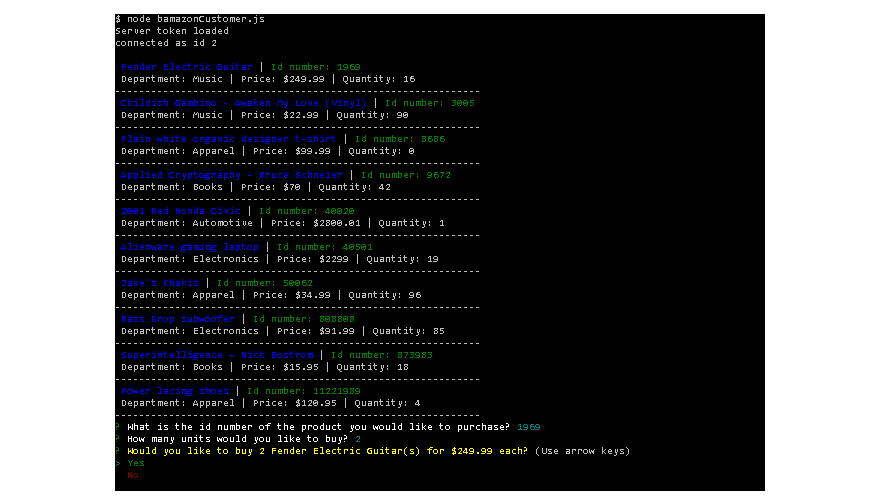 $ node bamazonCustomer.js
Server token loaded
connected as id 2
Fender Electric Guitar | Id number: 1969
Department: Music | Price: $249.99 | Quantity: 16
--------------------------------------------------------------
Childish Gambino - Awaken My Love (Vinyl) | Id number: 3005
Department: Music | Price: $22.99 | Quantity: 90
--------------------------------------------------------------
Plain white organic designer t-shirt | Id number: 8686
Department: Apparel | Price: $99.99 | Quantity: 0
--------------------------------------------------------------
Applied Cryptography - Bruce Schneier | Id number: 9672
Department: Books | Price: $70 | Quantity: 42
--------------------------------------------------------------
2001 Red Honda Civic | Id number: 40020
Department: Automotive | Price: $2800.01 | Quantity: 1
--------------------------------------------------------------
Alienware gaming laptop | Id number: 40501
Department: Electronics | Price: $2299 | Quantity: 19
--------------------------------------------------------------
Jake's Khakis | Id number: 50062
Department: Apparel | Price: $34.99 | Quantity: 96
--------------------------------------------------------------
Bass Drop subwoofer | Id number: 808808
Department: Electronics | Price: $91.99 | Quantity: 85
--------------------------------------------------------------
Superintelligence - Nick Bostrom | Id number: 873983
Department: Books | Price: $15.95 | Quantity: 18
--------------------------------------------------------------
Power lacing shoes | Id number: 11221989
Department: Apparel | Price: $120.95 | Quantity: 4
--------------------------------------------------------------
? What is the id number of the product you would like to purchase? 1969
? How many units would you like to buy? 2
? Would you like to buy 2 Fender Electric Guitar(s) for $249.99 each? (Use arrow keys)
> Yes
No